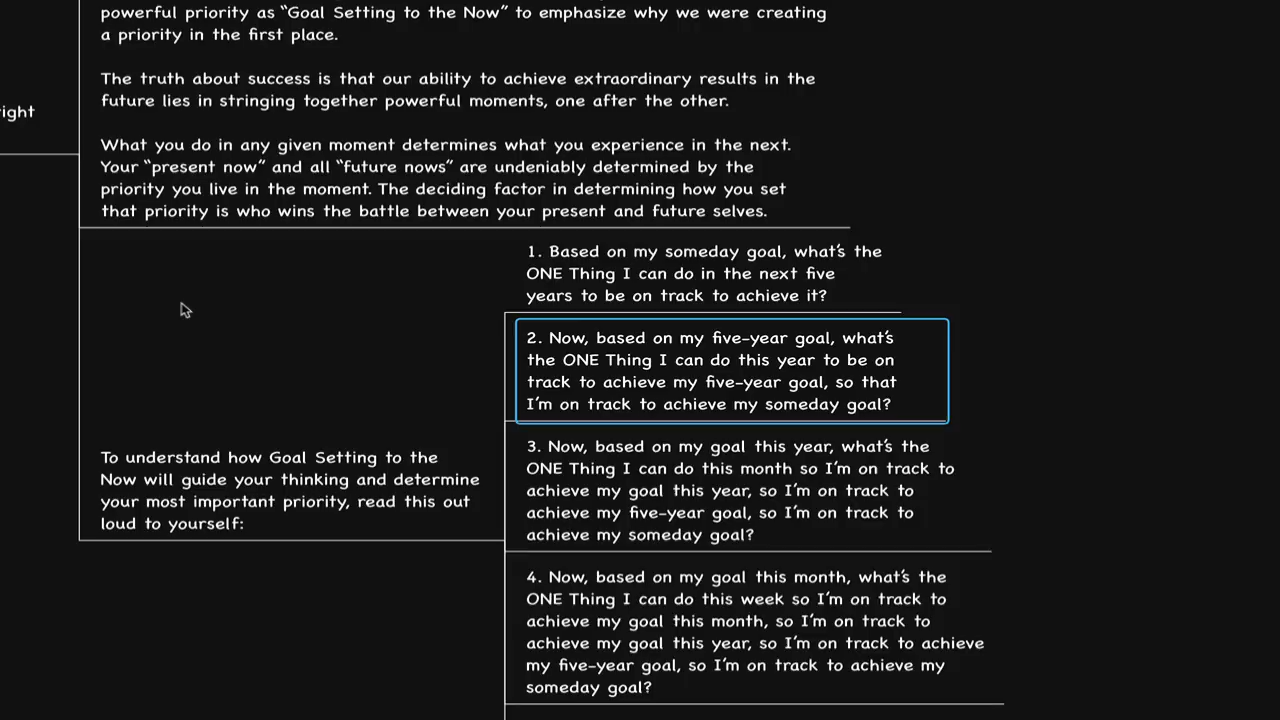 powerful priority as “Goal Setting to the Now” to emphasize why we were creating
a priority in the first place.
The truth about success is that our ability to achieve extraordinary results in the
future lies in stringing together powerful moments, one after the other.
What you do in any given moment determines what you experience in the next.
Your “present now” and all “future nows” are undeniably determined by the
priority you live in the moment. The deciding factor in determining how you set
that priority is who wins the battle between your present and future selves.
To understand how Goal Setting to the
Now will guide your thinking and determine
your most important priority, read this out
loud to yourself:
1. Based on my someday goal, what’s the
ONE Thing I can do in the next five
years to be on track to achieve it?
2. Now, based on my five-year goal, what’s
the ONE Thing I can do this year to be on
track to achieve my five-year goal, so that
I’m on track to achieve my someday goal?
3. Now, based on my goal this year, what’s the
ONE Thing I can do this month so I’m on track to
achieve my goal this year, so I’m on track to
achieve my five-year goal, so I’m on track to
achieve my someday goal?
4. Now, based on my goal this month, what’s the
ONE Thing I can do this week so I’m on track to
achieve my goal this month, so I’m on track to
achieve my goal this year, so I’m on track to achieve
my five-year goal, so I’m on track to achieve my
someday goal?